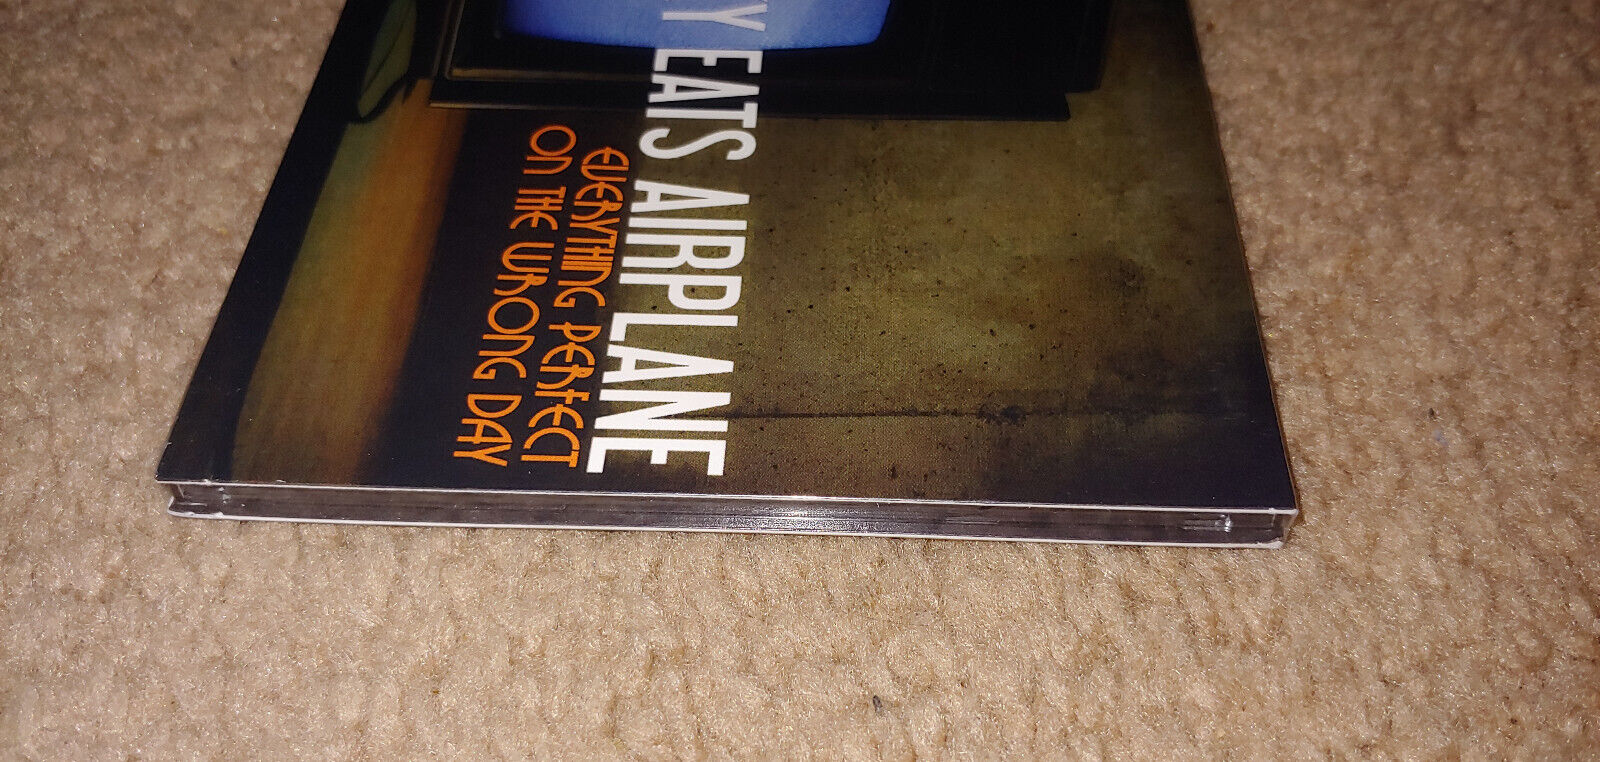 Y EATS AIRPLANE
EVERYTHING PERFECT
ON THE WRONG DAY